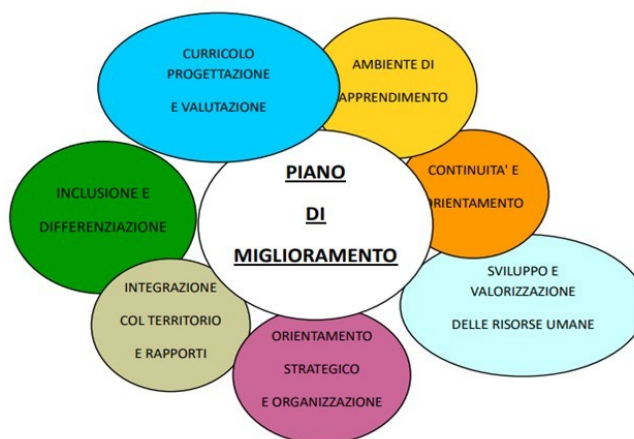 CURRICOLO
PROGETTAZIONE
E VALUTAZIONE
AMBIENTE DI
APPRENDIMENTO
CONTINUITA' E
ORIENTAMENTO
SVILUPPO E
VALORIZZAZIONE
DELLE RISORSE UMANE
ORIENTAMENTO
STRATEGICO
E ORGANIZZAZIONE
INTEGRAZIONE
COL TERRITORIO
E RAPPORTI
INCLUSIONE E
DIFFERENZIAZIONE
PIANO
DI
MIGLIORAMENTO